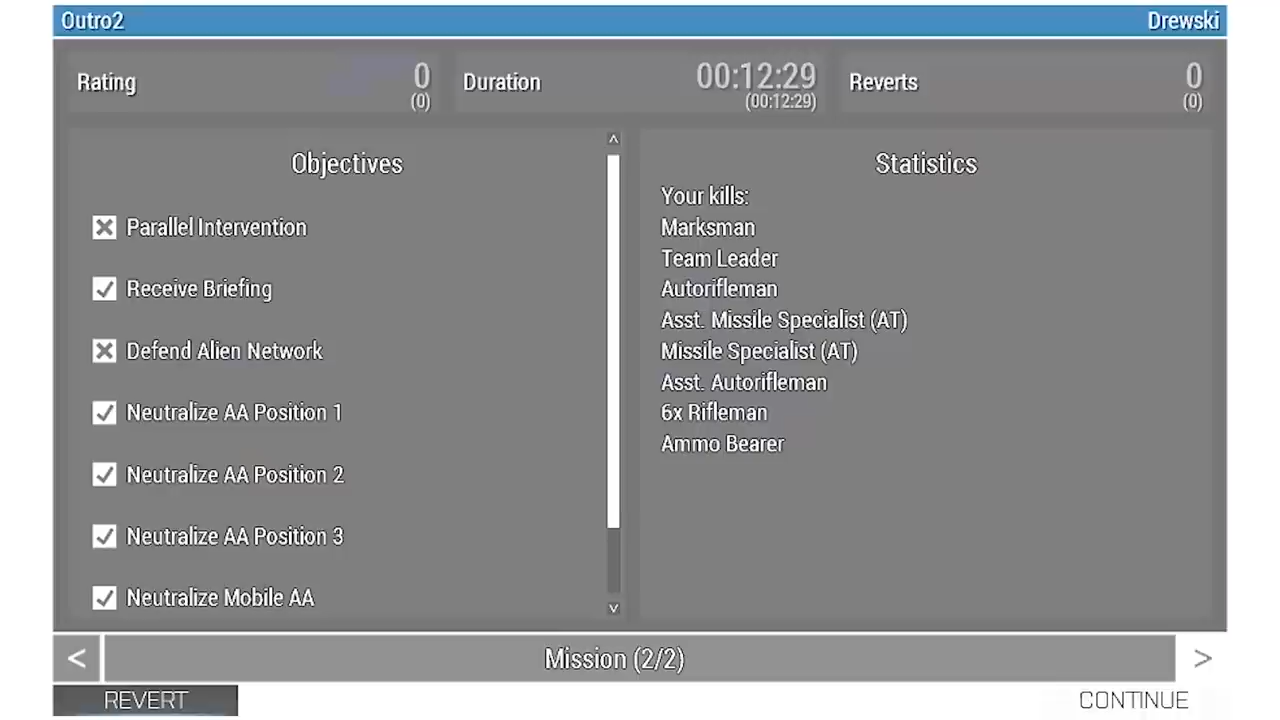 Outro2
Drewski
Rating
0
(0)
Duration
00:12:29
(00:12:29)
Reverts
0
(0)
Objectives
Parallel Intervention
Receive Briefing
Defend Alien Network
Neutralize AA Position 1
Neutralize AA Position 2
Neutralize AA Position 3
Neutralize Mobile AA
Statistics
Your kills:
Marksman
Team Leader
Autorifleman
Asst. Missile Specialist (AT)
Missile Specialist (AT)
Asst. Autorifleman
6x Rifleman
Ammo Bearer
<
Mission (2/2)
>
REVERT
CONTINUE